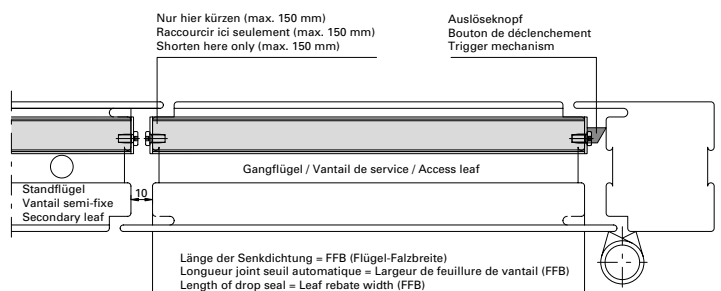 Nur hier kürzen (max. 150 mm)
Raccourcir ici seulement (max. 150 mm)
Shorten here only (max. 150 mm)
Auslöseknopf
Bouton de déclenchement
Trigger mechanism
Gangflügel / Vantail de service / Access leaf
Standflügel
Vantail semi-fixe
Secondary leaf
10
Länge der Senkdichtung = FFB (Flügel-Falzbreite)
Longueur joint seuil automatique = Largeur de feuillure de vantail (FFB)
Length of drop seal = Leaf rebate width (FFB)